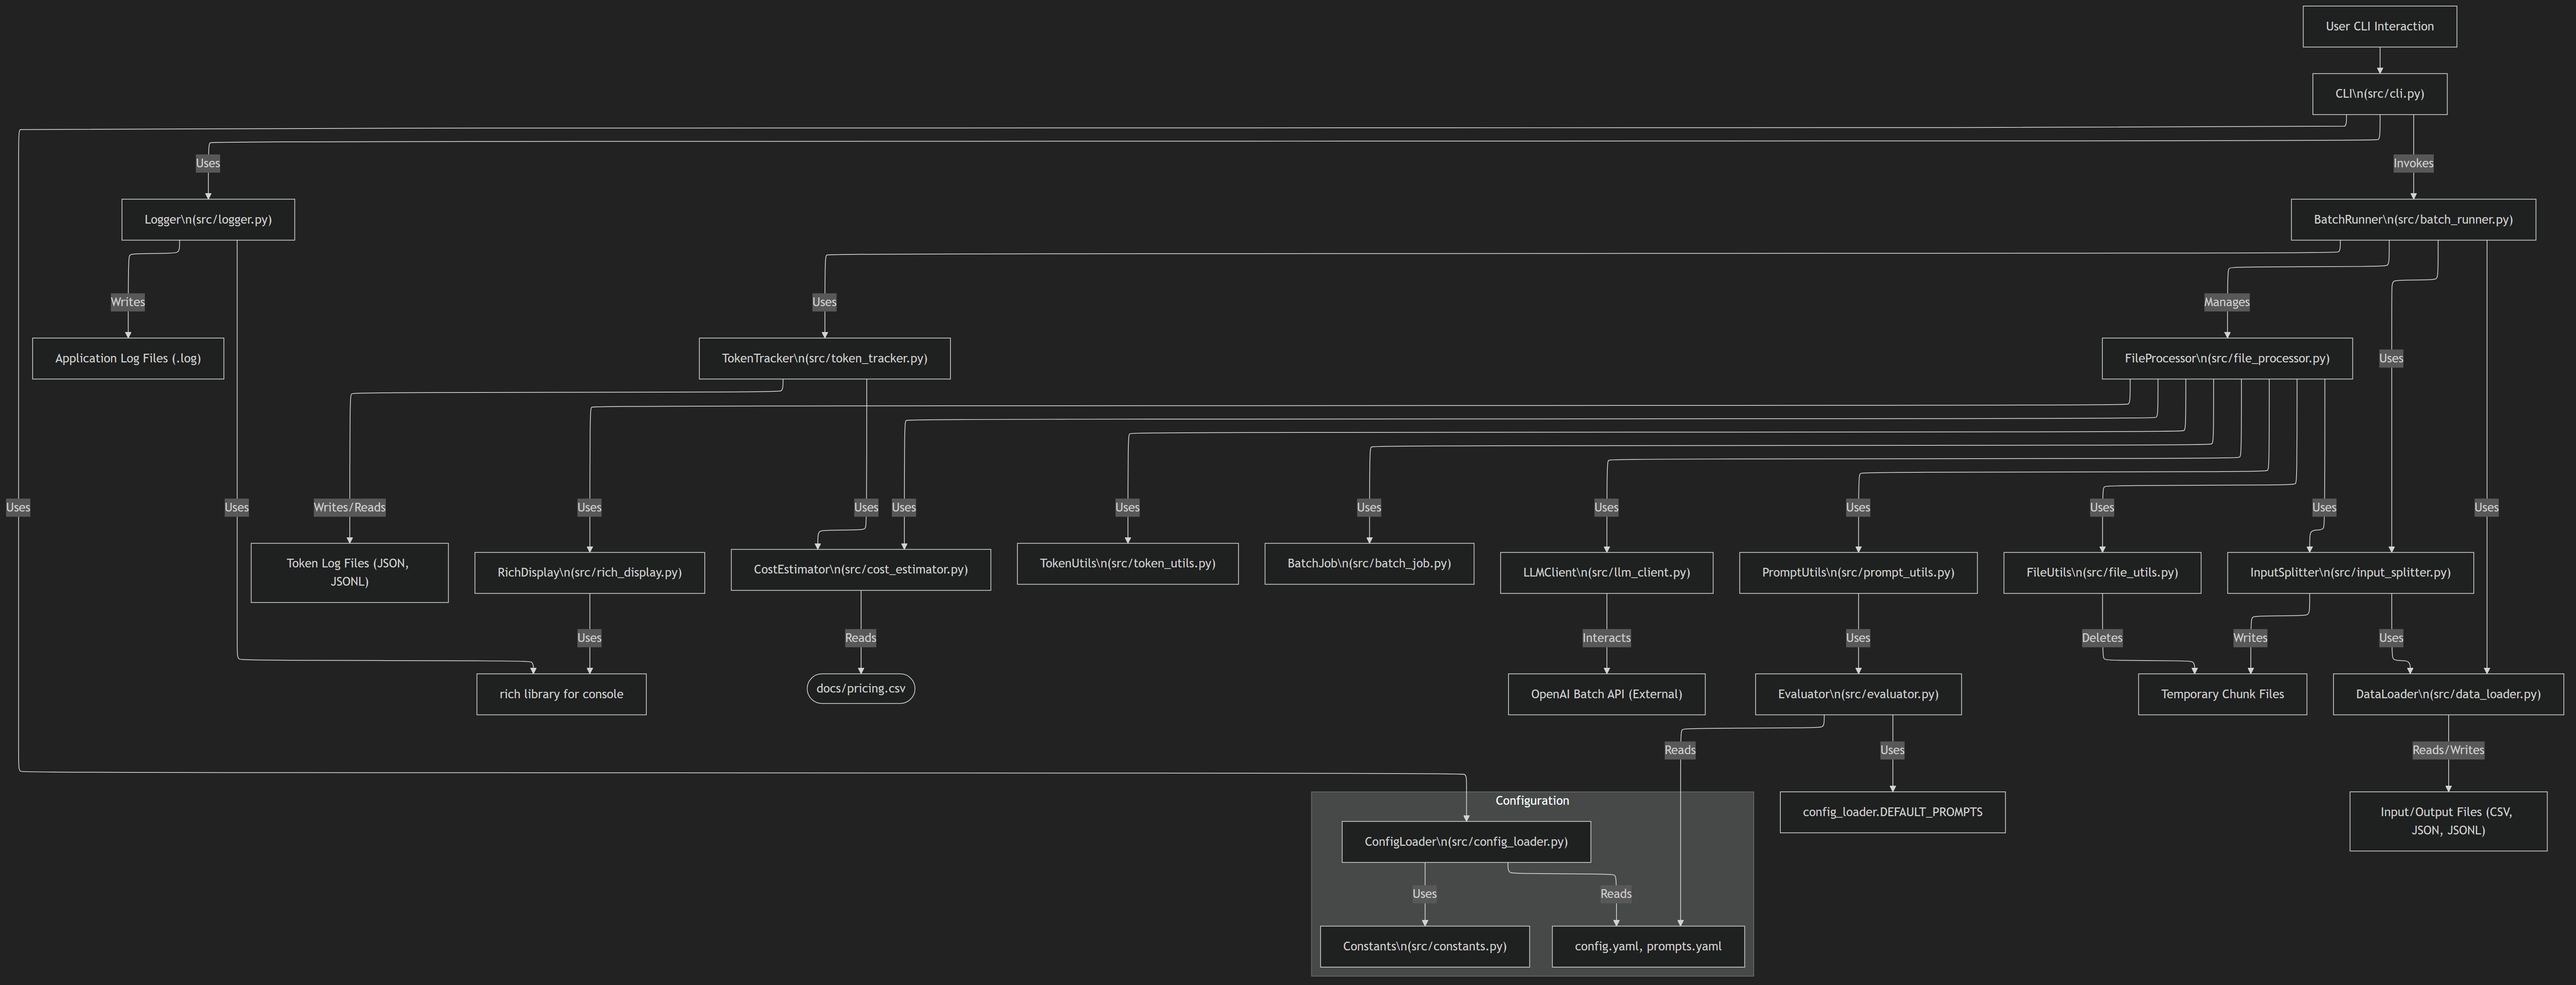 User CLI Interaction
CLI\n(src/cli.py)
Uses
Invokes
Logger\n(src/logger.py)
BatchRunner\n(src/batch_runner.py)
Writes
Uses
Manages
Application Log Files (.log)
TokenTracker\n(src/token_tracker.py)
FileProcessor\n(src/file_processor.py)
Uses
Uses
Uses
Writes/Reads
Uses
Uses
Uses
Uses
Uses
Uses
Uses
Uses
Uses
Uses
Token Log Files (JSON,
JSONL)
RichDisplay\n(src/rich_display.py)
CostEstimator\n(src/cost_estimator.py)
TokenUtils\n(src/token_utils.py)
BatchJob\n(src/batch_job.py)
LLMClient\n(src/llm_client.py)
PromptUtils\n(src/prompt_utils.py)
FileUtils\n(src/file_utils.py)
InputSplitter\n(src/input_splitter.py)
Uses
Reads
Interacts
Uses
Deletes
Writes
Uses
rich library for console
docs/pricing.csv
OpenAI Batch API (External)
Evaluator\n(src/evaluator.py)
Temporary Chunk Files
DataLoader\n(src/data_loader.py)
Reads
Uses
Reads/Writes
Configuration
config_loader.DEFAULT_PROMPTS
Input/Output Files (CSV,
JSON, JSONL)
ConfigLoader\n(src/config_loader.py)
Uses
Reads
Constants\n(src/constants.py)
config.yaml, prompts.yaml